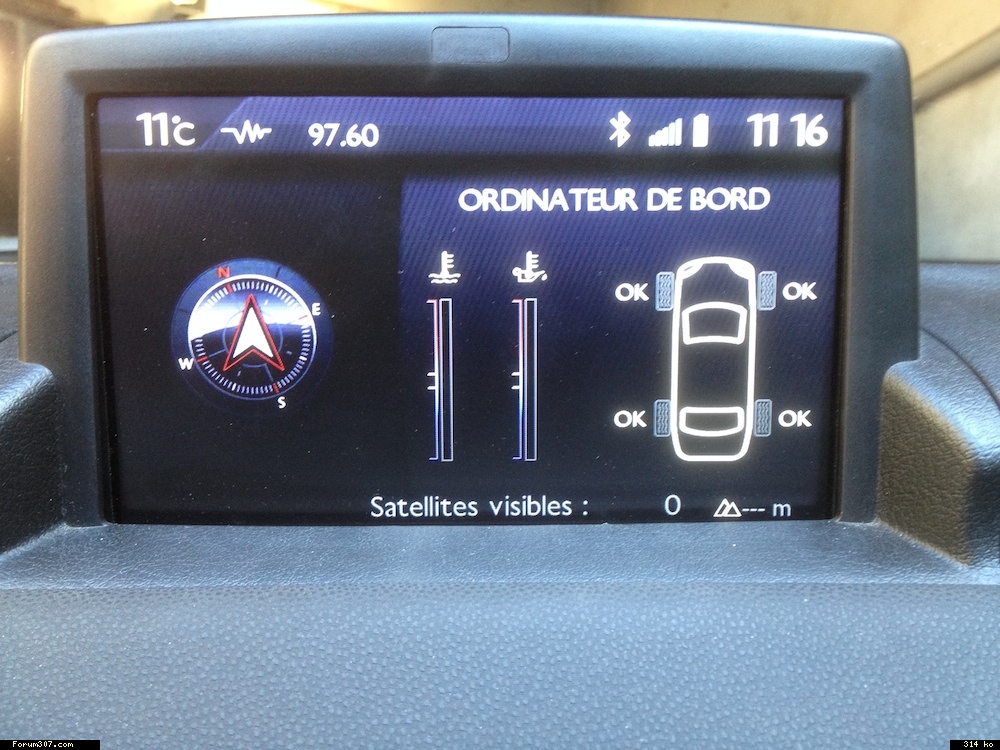 11°C 97.60 11 16
ORDINATEUR DE BORD
N
E
W
S
OK OK
OK OK
Satellites visibles : 0 --- m
Forum307.com 314 ko